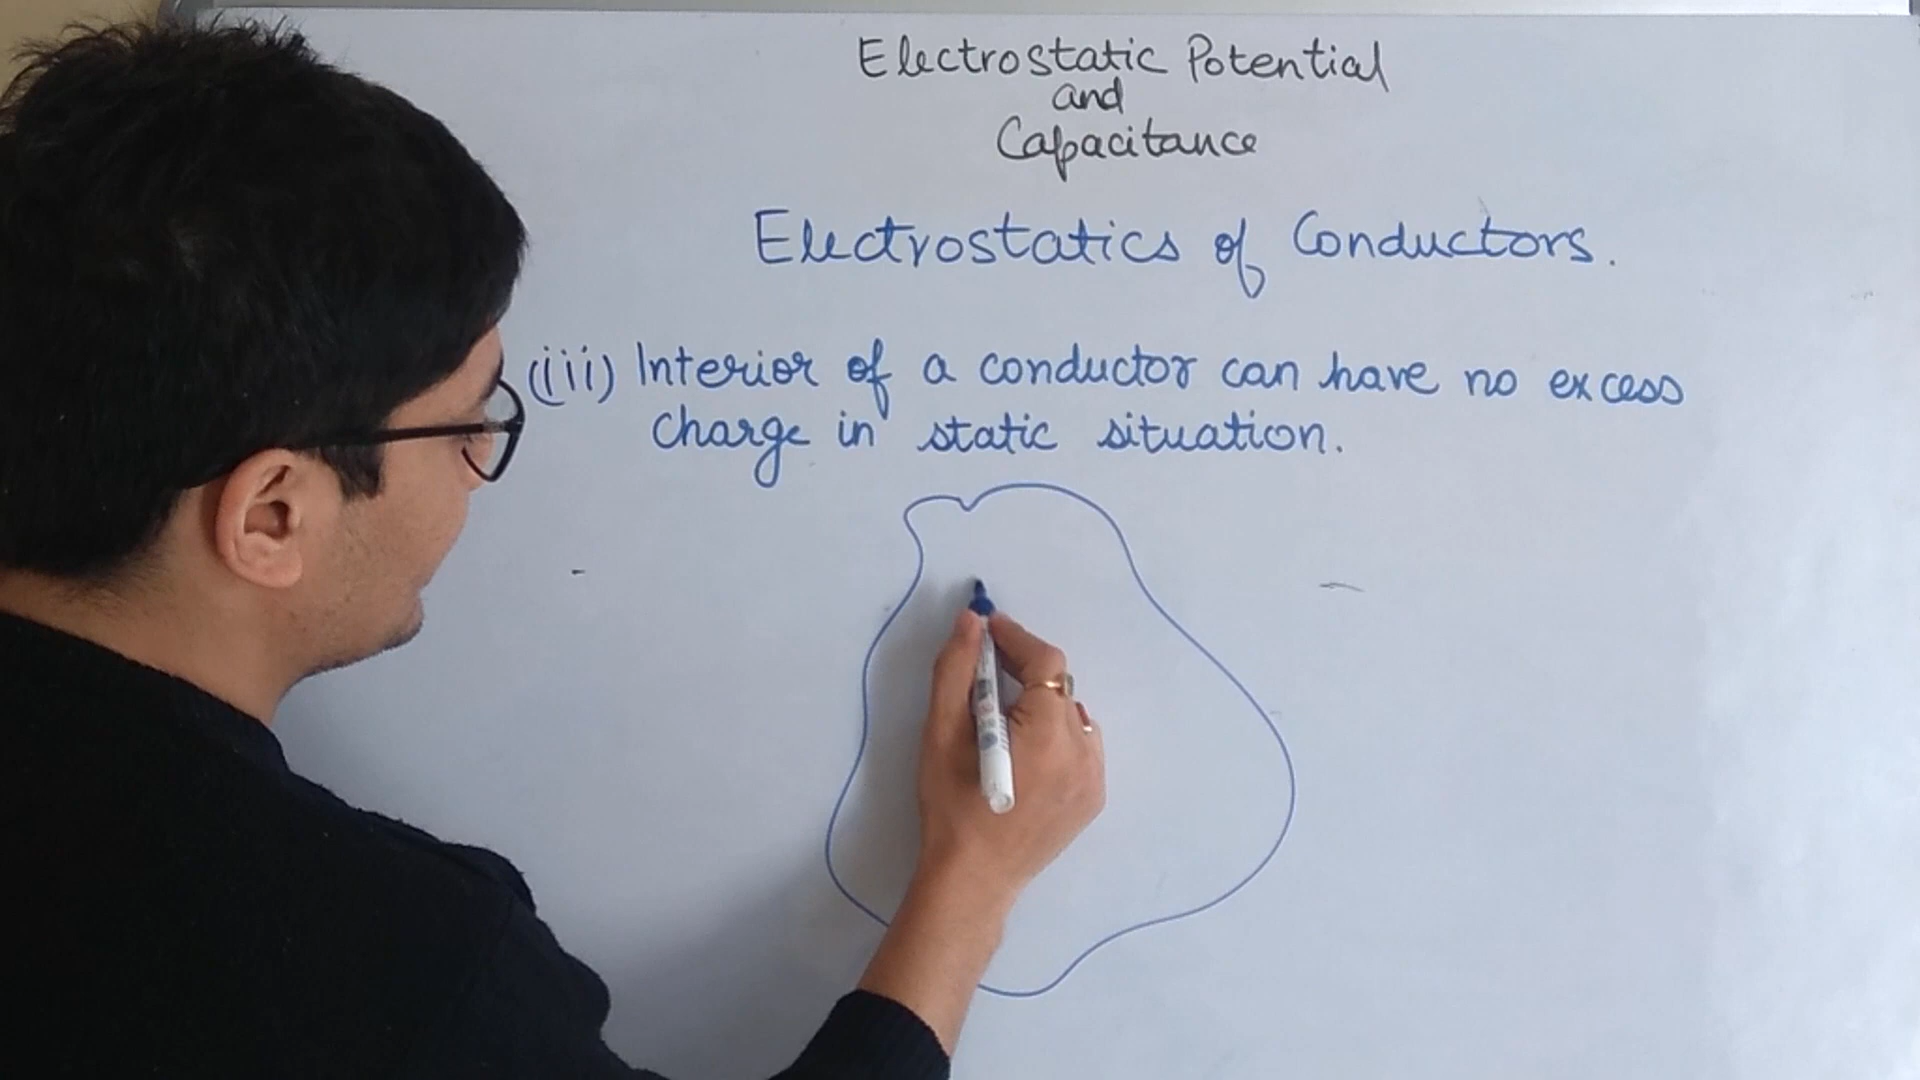 Electrostatic Potential
and
Capacitance
Electrostatics of Conductors.
(iii) Interior of a conductor can have no excess
charge in static situation.